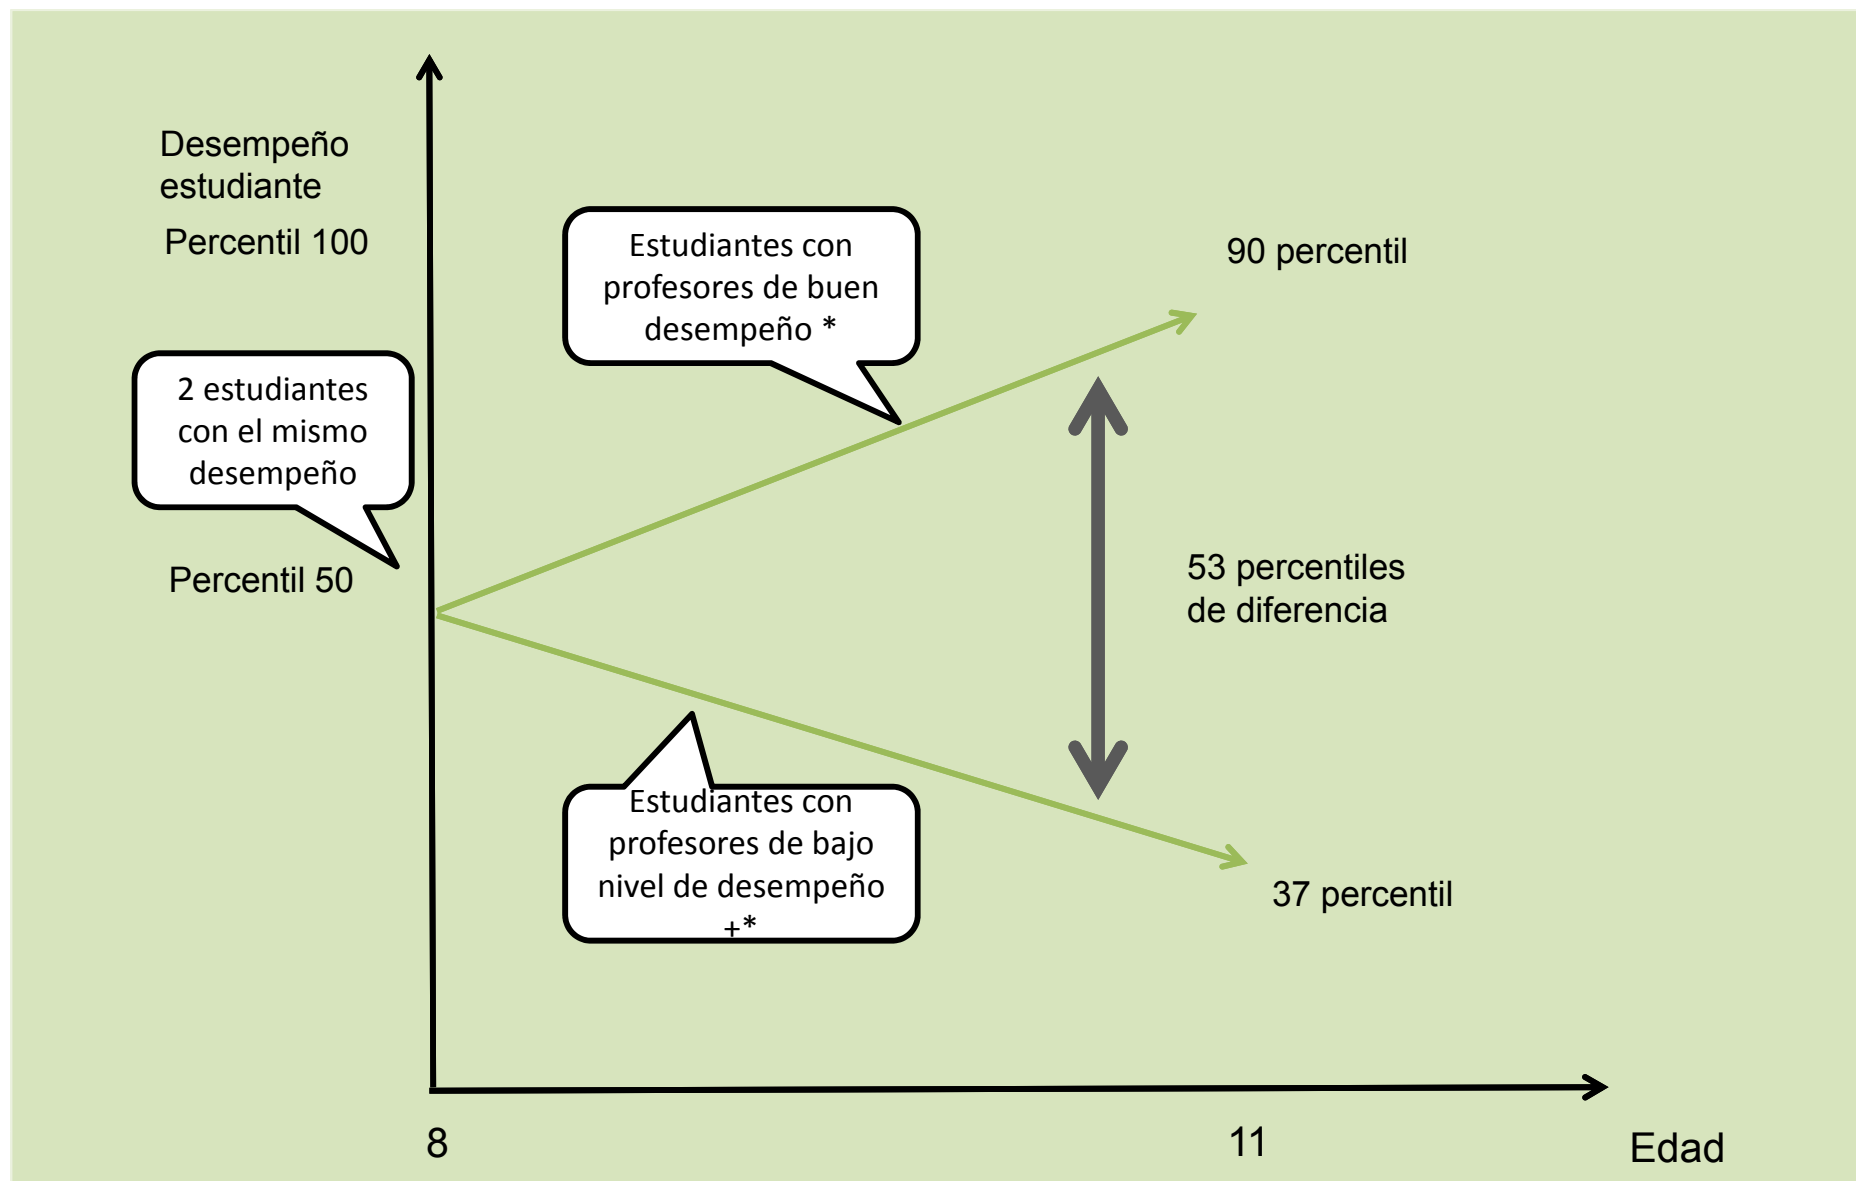 Desempeño
estudiante
Percentil 100
Estudiantes con
profesores de buen
desempeño *
90 percentil
2 estudiantes
con el mismo
desempeño
Percentil 50
53 percentiles
de diferencia
Estudiantes con
profesores de bajo
nivel de desempeño
+*
37 percentil
8
11
Edad